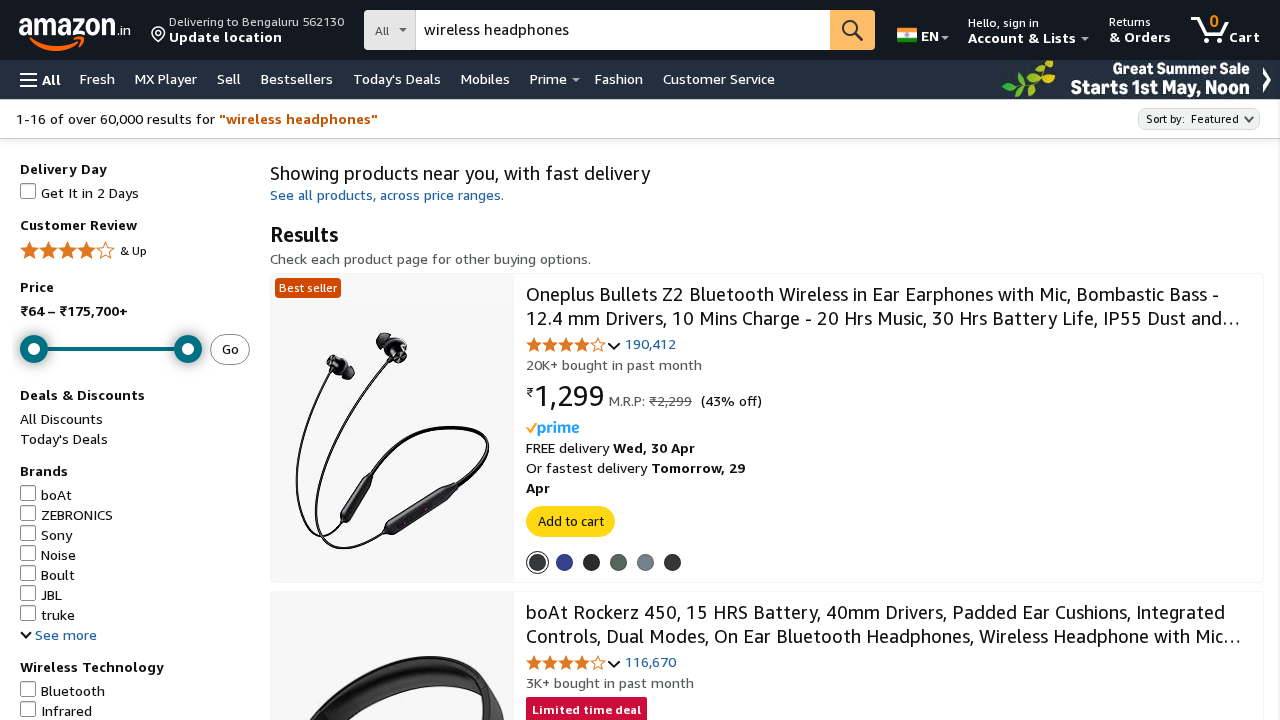 amazon.in
Delivering to Bengaluru 562130
Update location
All
wireless headphones
EN
Hello, sign in
Account & Lists
Returns
& Orders
0
Cart
All
Fresh
MX Player
Sell
Bestsellers
Today's Deals
Mobiles
Prime
Fashion
Customer Service
Great Summer Sale
Starts 1st May, Noon
1-16 of over 60,000 results for "wireless headphones"
Sort by: Featured
Delivery Day
Get It in 2 Days
Customer Review
& Up
Price
₹64 – ₹175,700+
Go
Deals & Discounts
All Discounts
Today's Deals
Brands
boAt
ZEBRONICS
Sony
Noise
Boult
JBL
truke
See more
Wireless Technology
Bluetooth
Infrared
Showing products near you, with fast delivery
See all products, across price ranges.
Results
Check each product page for other buying options.
Best seller
Oneplus Bullets Z2 Bluetooth Wireless in Ear Earphones with Mic, Bombastic Bass -
12.4 mm Drivers, 10 Mins Charge - 20 Hrs Music, 30 Hrs Battery Life, IP55 Dust and…
190,412
20K+ bought in past month
₹1,299 M.R.P: ₹2,299 (43% off)
prime
FREE delivery Wed, 30 Apr
Or fastest delivery Tomorrow, 29
Apr
Add to cart
boAt Rockerz 450, 15 HRS Battery, 40mm Drivers, Padded Ear Cushions, Integrated
Controls, Dual Modes, On Ear Bluetooth Headphones, Wireless Headphone with Mic…
116,670
3K+ bought in past month
Limited time deal